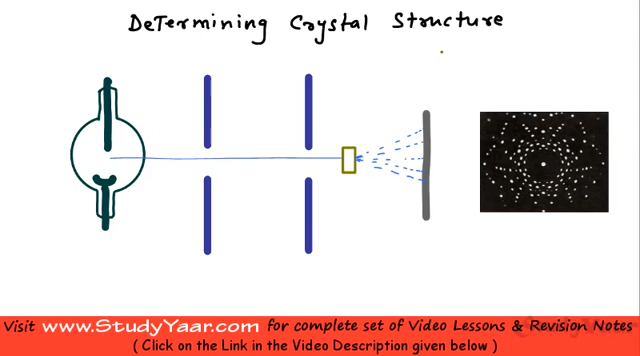 DeTermining Crystal Structure
Visit www.StudyYaar.com for complete set of Video Lessons & Revision Notes
( Click on the Link in the Video Description given below )